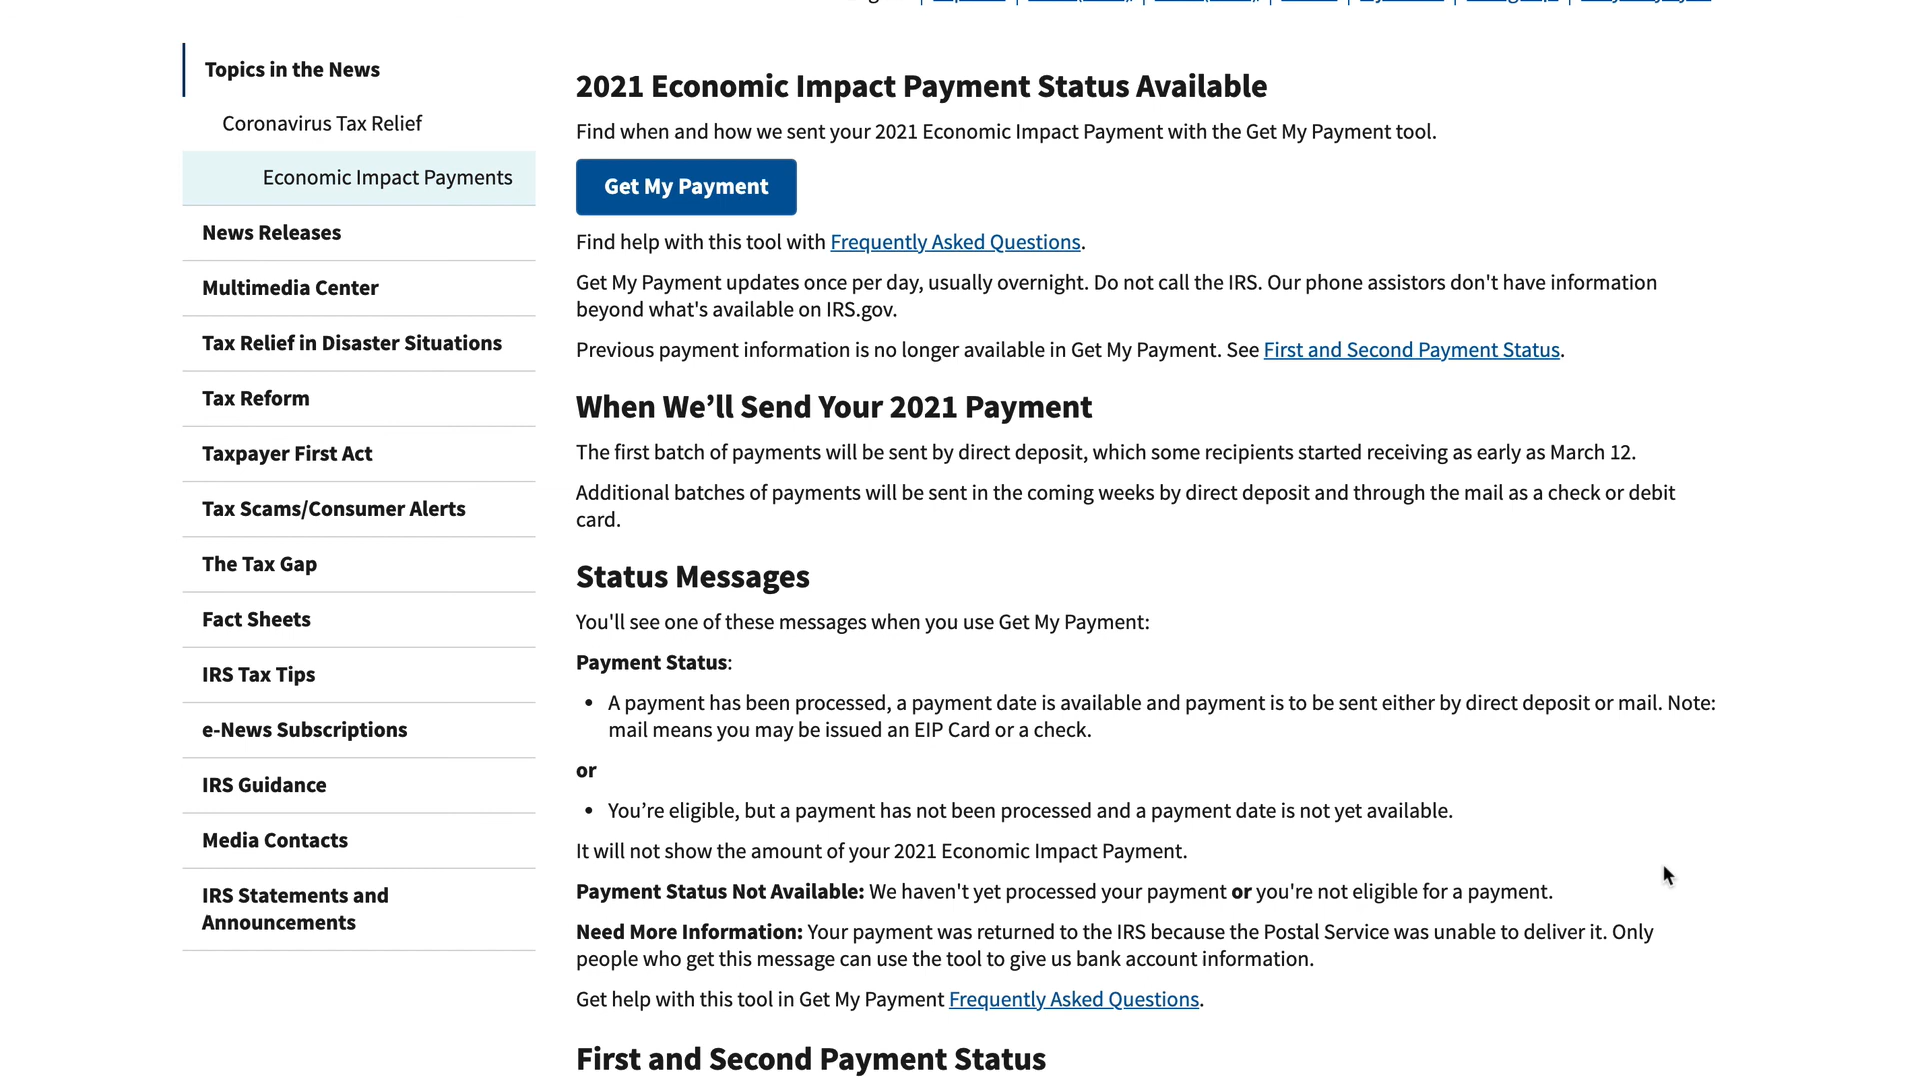 Topics in the News
Coronavirus Tax Relief
Economic Impact Payments
News Releases
Multimedia Center
Tax Relief in Disaster Situations
Tax Reform
Taxpayer First Act
Tax Scams/Consumer Alerts
The Tax Gap
Fact Sheets
IRS Tax Tips
e-News Subscriptions
IRS Guidance
Media Contacts
IRS Statements and
Announcements
2021 Economic Impact Payment Status Available
Find when and how we sent your 2021 Economic Impact Payment with the Get My Payment tool.
Get My Payment
Find help with this tool with Frequently Asked Questions.
Get My Payment updates once per day, usually overnight. Do not call the IRS. Our phone assistors don't have information
beyond what's available on IRS.gov.
Previous payment information is no longer available in Get My Payment. See First and Second Payment Status.
When We’ll Send Your 2021 Payment
The first batch of payments will be sent by direct deposit, which some recipients started receiving as early as March 12.
Additional batches of payments will be sent in the coming weeks by direct deposit and through the mail as a check or debit
card.
Status Messages
You'll see one of these messages when you use Get My Payment:
Payment Status:
• A payment has been processed, a payment date is available and payment is to be sent either by direct deposit or mail. Note:
mail means you may be issued an EIP Card or a check.
or
• You’re eligible, but a payment has not been processed and a payment date is not yet available.
It will not show the amount of your 2021 Economic Impact Payment.
Payment Status Not Available: We haven't yet processed your payment or you're not eligible for a payment.
Need More Information: Your payment was returned to the IRS because the Postal Service was unable to deliver it. Only
people who get this message can use the tool to give us bank account information.
Get help with this tool in Get My Payment Frequently Asked Questions.
First and Second Payment Status